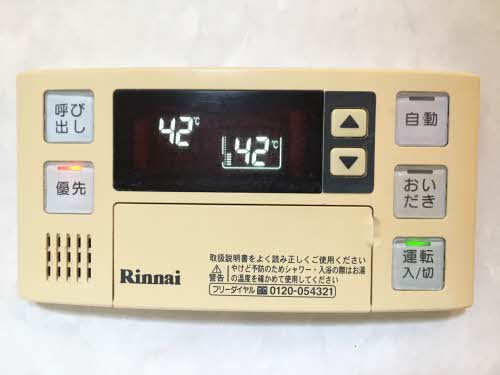 呼び
出し
優先
42℃
42℃
▲
▼
自動
おい
だき
運転
入/切
Rinnai
取扱説明書をよく読み正しくご使用ください
⚠警告 やけど予防のためシャワー・入浴の際はお湯
の温度を確かめて使用してください
フリーダイヤル 0120-054321